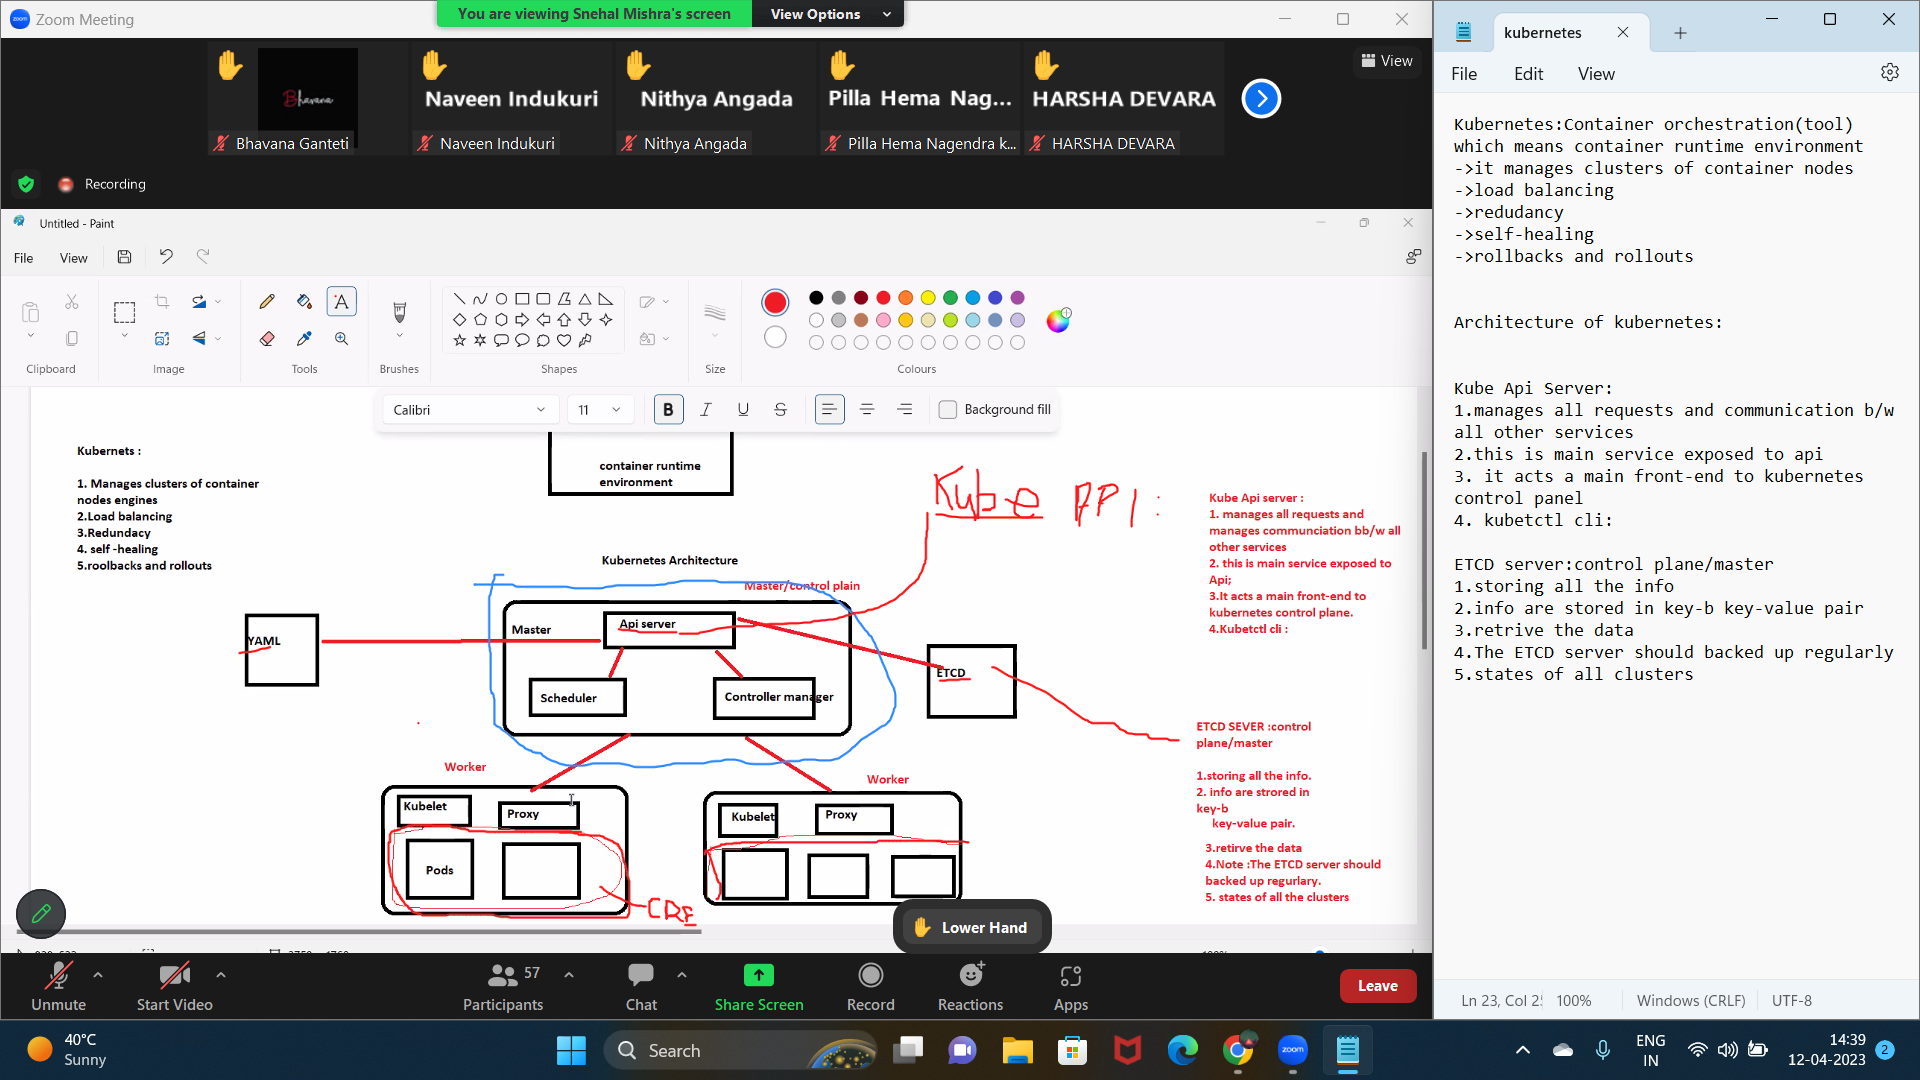 Zoom Meeting
You are viewing Snehal Mishra's screen
View Options
Bhavana
Naveen Indukuri
Nithya Angada
Pilla Hema Nag...
HARSHA DEVARA
View
Bhavana Ganteti
Naveen Indukuri
Nithya Angada
Pilla Hema Nagendra k...
HARSHA DEVARA
Recording
Untitled - Paint
File
View
Clipboard
Image
Tools
Brushes
Shapes
Size
Colours
Calibri
11
B
Background fill
Kubernets :
1. Manages clusters of container
nodes engines
2.Load balancing
3.Redundacy
4. self -healing
5.roolbacks and rollouts
container runtime
environment
Kube API :
Kubernetes Architecture
Master/control plain
YAML
Master
Api server
Scheduler
Controller manager
ETCD
Worker
Worker
Kubelet
Proxy
Pods
CRE
Kubelet
Proxy
Kube Api server :
1. manages all requests and
manages communciation bb/w all
other services
2. this is main service exposed to
Api;
3.It acts a main front-end to
kubernetes control plane.
4.Kubetctl cli :
ETCD SEVER :control
plane/master
1.storing all the info.
2. info are strored in
key-b
key-value pair.
3.retirve the data
4.Note :The ETCD server should
backed up regurlary.
5. states of all the clusters
Lower Hand
Unmute
Start Video
57
Participants
Chat
Share Screen
Record
Reactions
Apps
Leave
kubernetes
File
Edit
View
Kubernetes:Container orchestration(tool)
which means container runtime environment
->it manages clusters of container nodes
->load balancing
->redudancy
->self-healing
->rollbacks and rollouts
Architecture of kubernetes:
Kube Api Server:
1.manages all requests and communication b/w
all other services
2.this is main service exposed to api
3. it acts a main front-end to kubernetes
control panel
4. kubetctl cli:
ETCD server:control plane/master
1.storing all the info
2.info are stored in key-b key-value pair
3.retrive the data
4.The ETCD server should backed up regularly
5.states of all clusters
Ln 23, Col 2
100%
Windows (CRLF)
UTF-8
40°C
Sunny
Search
zoom
ENG
IN
14:39
12-04-2023
2